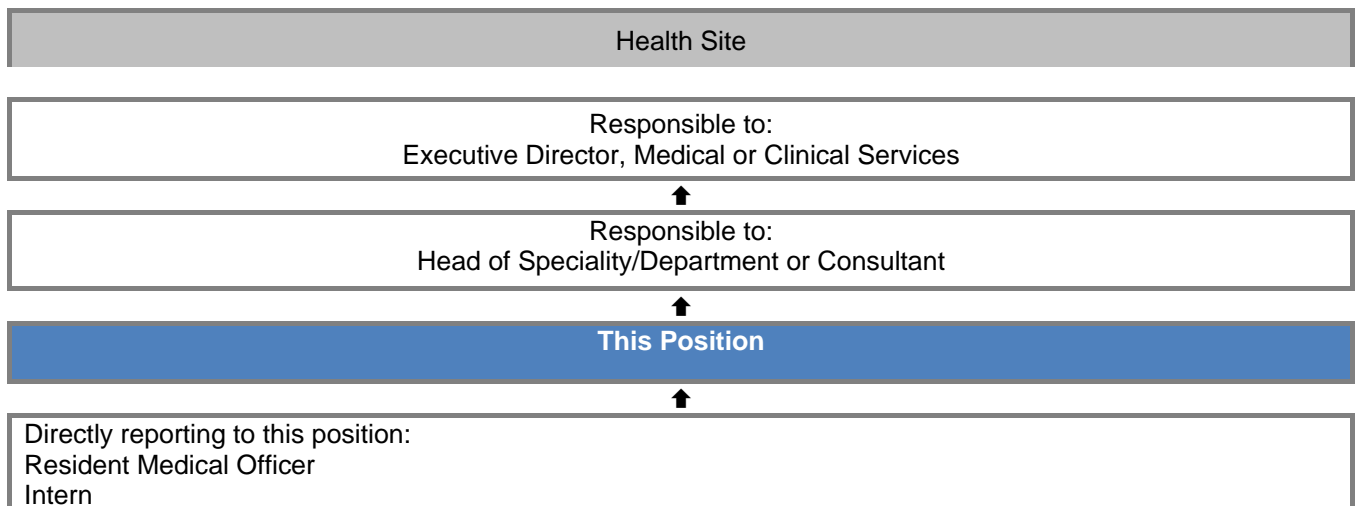 Health Site
Responsible to:
Executive Director, Medical or Clinical Services
Responsible to:
Head of Speciality/Department or Consultant
This Position
Directly reporting to this position:
Resident Medical Officer
Intern